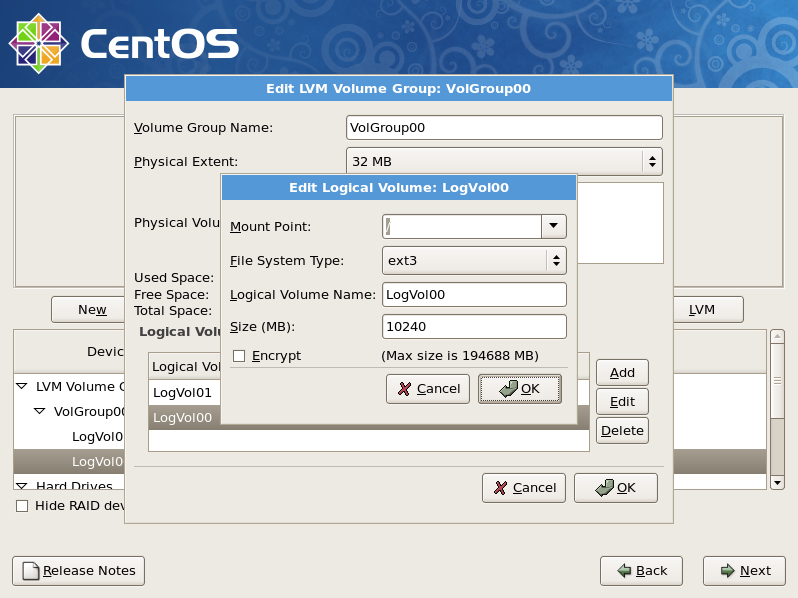 CentOS
Edit LVM Volume Group: VolGroup00
Volume Group Name: VolGroup00
Physical Extent: 32 MB
Physical Volu
Edit Logical Volume: LogVol00
Mount Point: /
File System Type: ext3
Logical Volume Name: LogVol00
Size (MB): 10240
Encrypt (Max size is 194688 MB)
Cancel OK
Used Space:
Free Space:
Total Space:
New LVM
Logical Volu
Logical Vol
LogVol01
LogVol00
Add
Edit
Delete
Devic
LVM Volume G
VolGroup00
LogVol0
LogVol0
Hard Drives
Cancel OK
Hide RAID dev
Release Notes Back Next